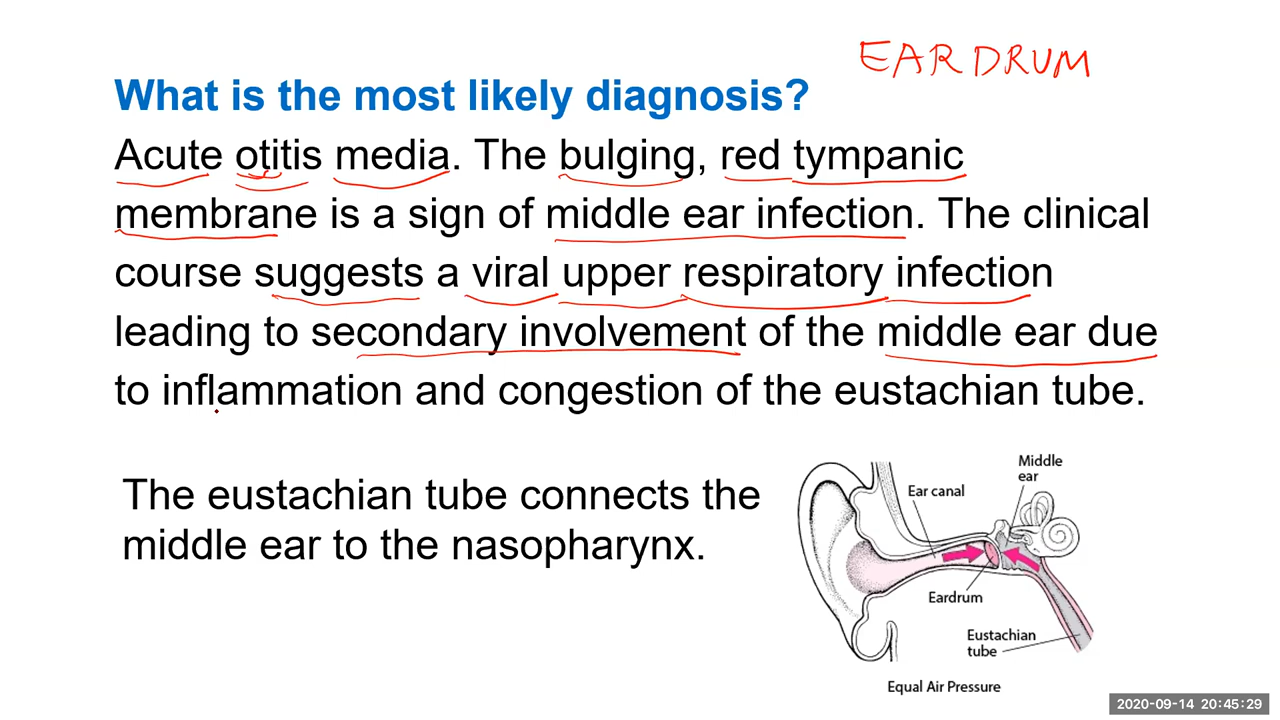 EARDRUM
What is the most likely diagnosis?
Acute otitis media. The bulging, red tympanic
membrane is a sign of middle ear infection. The clinical
course suggests a viral upper respiratory infection
leading to secondary involvement of the middle ear due
to inflammation and congestion of the eustachian tube.
The eustachian tube connects the
middle ear to the nasopharynx.
Middle
ear
Ear canal
Eardrum
Eustachian
tube
Equal Air Pressure
2020-09-14 20:45:29